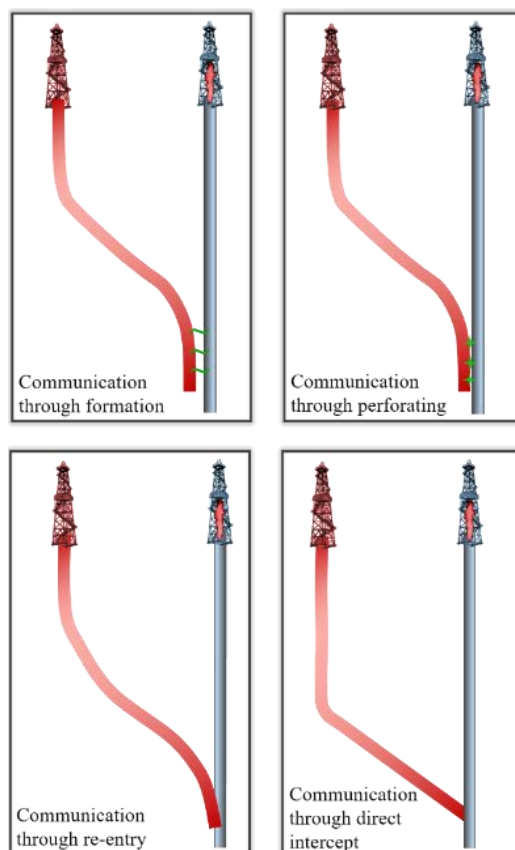 Communication
through formation
Communication
through perforating
Communication
through re-entry
Communication
through direct
intercept